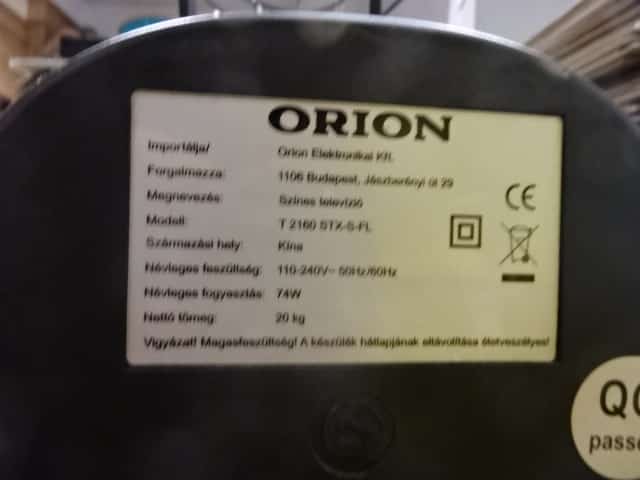 ORION
Importálja/ Orion Elektronikai Kft.
Forgalmazza: 1106 Budapest, Jászberényi út 29
Megnevezés: Színes televízió
Modell: T 2160 STX-S-FL
Származási hely: Kína
Névleges feszültség: 110-240V~ 50Hz/60Hz
Névleges fogyasztás: 74W
Nettó tömeg: 20 kg
Vigyázat! Magasfeszültség! A készülék hátlapjának eltávolítása életveszélyes!
CE